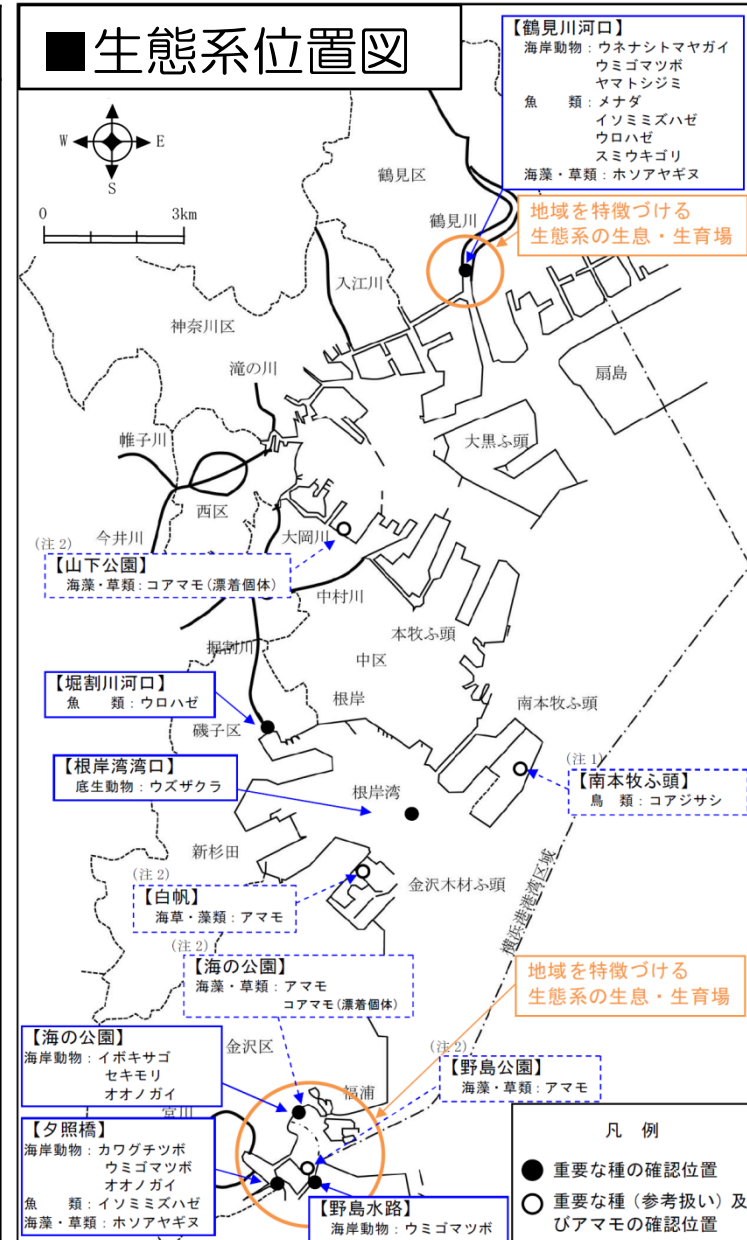 ■生態系位置図
【鶴見川河口】
海岸動物：ウネナシトマヤガイ
ウミゴマツボ
ヤマトシジミ
魚　　類：メナダ
イソミミズハゼ
ウロハゼ
スミウキゴリ
海藻・草類：ホソアヤギヌ
W
E
S
0
3km
鶴見区
鶴見川
地域を特徴づける
生態系の生息・生育場
入江川
神奈川区
滝の川
扇島
大黒ふ頭
帷子川
西区
今井川
大岡川
(注 2)
【山下公園】
海藻・草類：コアマモ(漂着個体)
中村川
本牧ふ頭
堀割川
中区
【堀割川河口】
魚　　類：ウロハゼ
根岸
南本牧ふ頭
磯子区
(注 1)
【南本牧ふ頭】
鳥　類：コアジサシ
【根岸湾湾口】
底生動物：ウズザクラ
根岸湾
新杉田
(注 2)
【白帆】
海草・藻類：アマモ
金沢木材ふ頭
横浜港港湾区域
(注 2)
【海の公園】
海藻・草類：アマモ
コアマモ(漂着個体)
地域を特徴づける
生態系の生息・生育場
【海の公園】
海岸動物：イボキサゴ
セキモリ
オオノガイ
金沢区
(注 2)
【野島公園】
海藻・草類：アマモ
福浦
宮川
【夕照橋】
海岸動物：カワグチツボ
ウミゴマツボ
オオノガイ
魚　　類：イソミミズハゼ
海藻・草類：ホソアヤギヌ
【野島水路】
海岸動物：ウミゴマツボ
凡　例
● 重要な種の確認位置
○ 重要な種（参考扱い）及
びアマモの確認位置